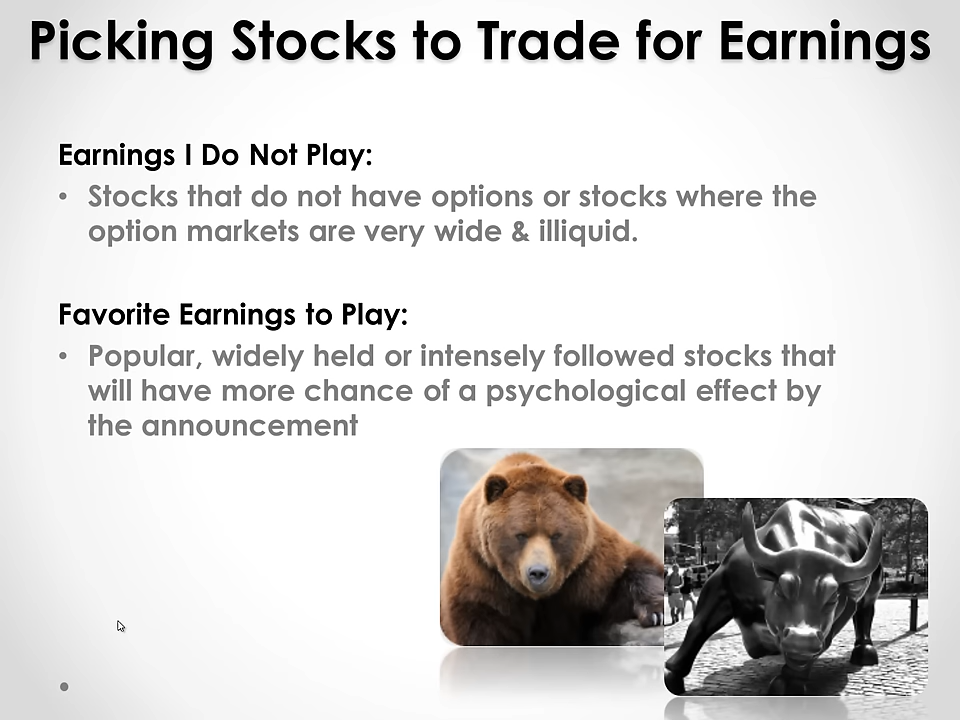 Picking Stocks to Trade for Earnings
Earnings I Do Not Play:
• Stocks that do not have options or stocks where the
option markets are very wide & illiquid.
Favorite Earnings to Play:
• Popular, widely held or intensely followed stocks that
will have more chance of a psychological effect by
the announcement
•